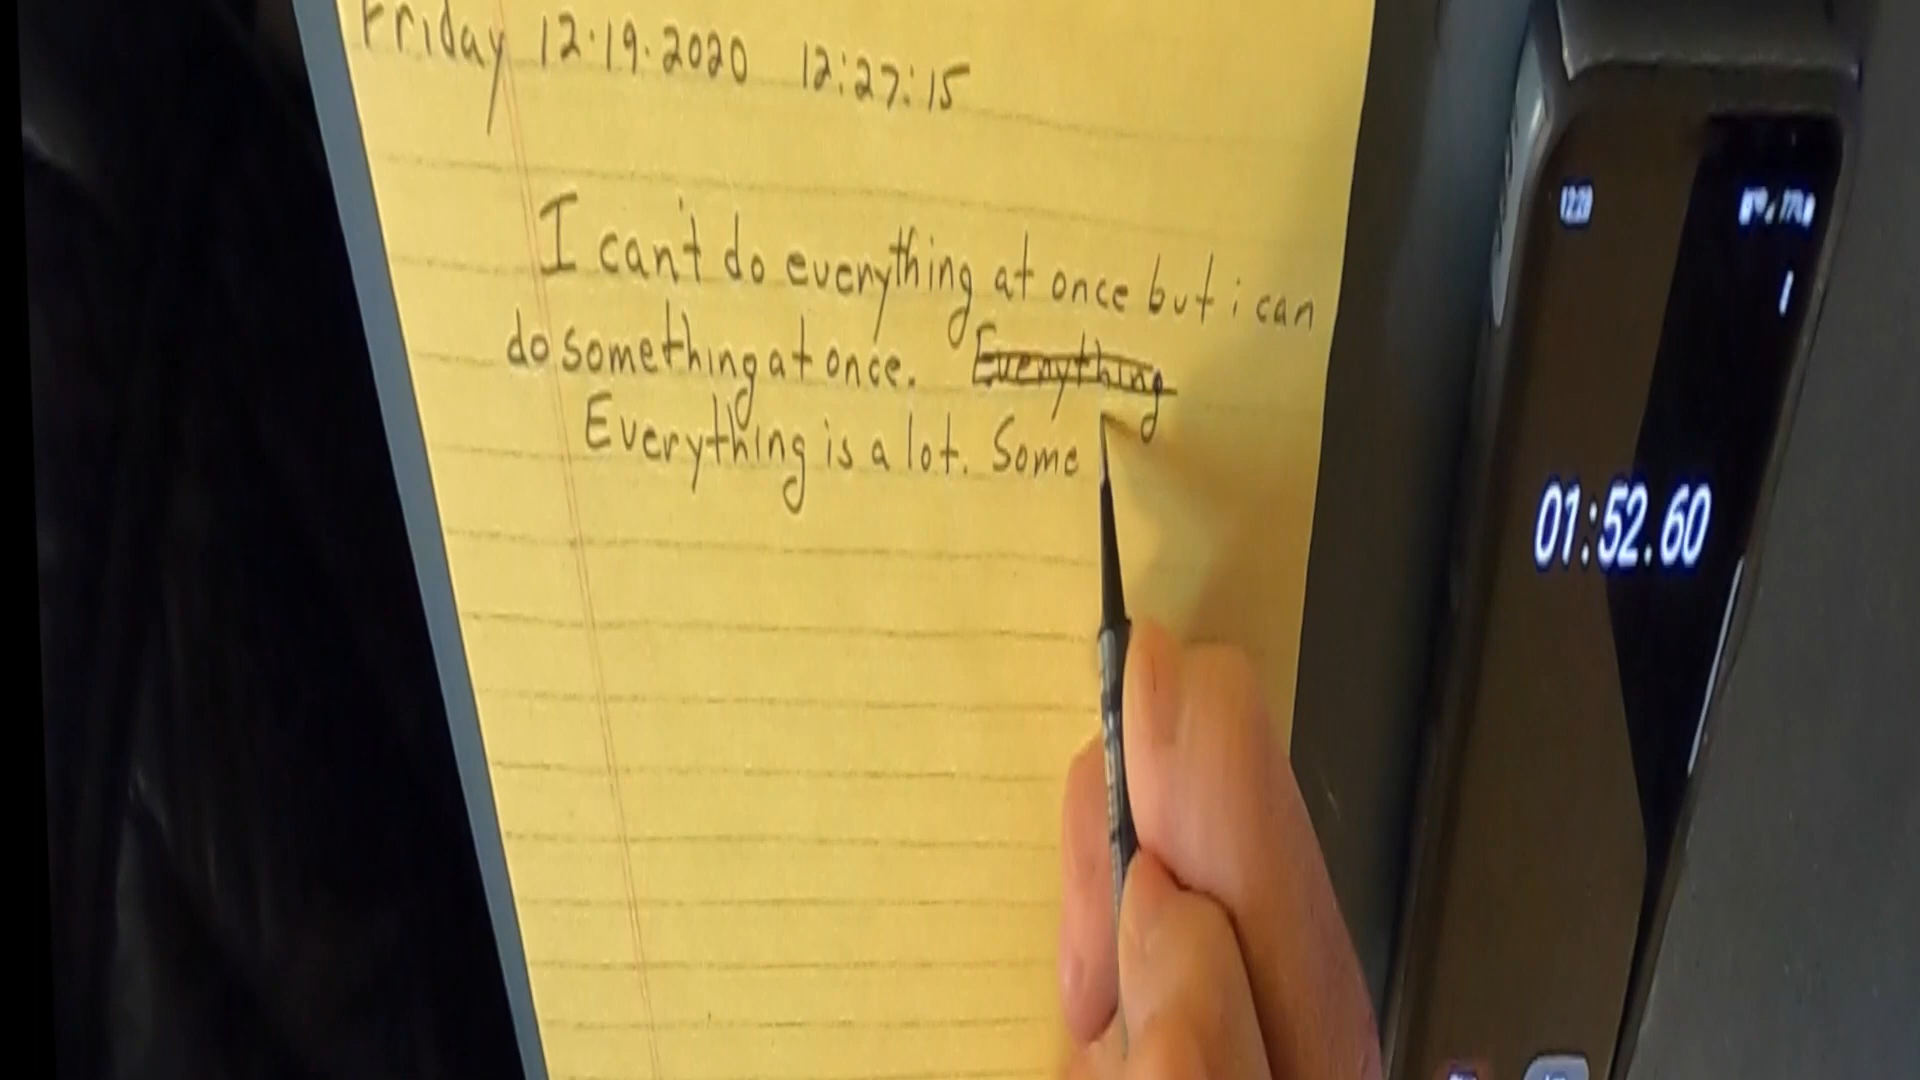 Friday 12.19.2020 12:27:15
I can't do everything at once but i can
do something at once. Everything
Everything is a lot. Some
01:52.60